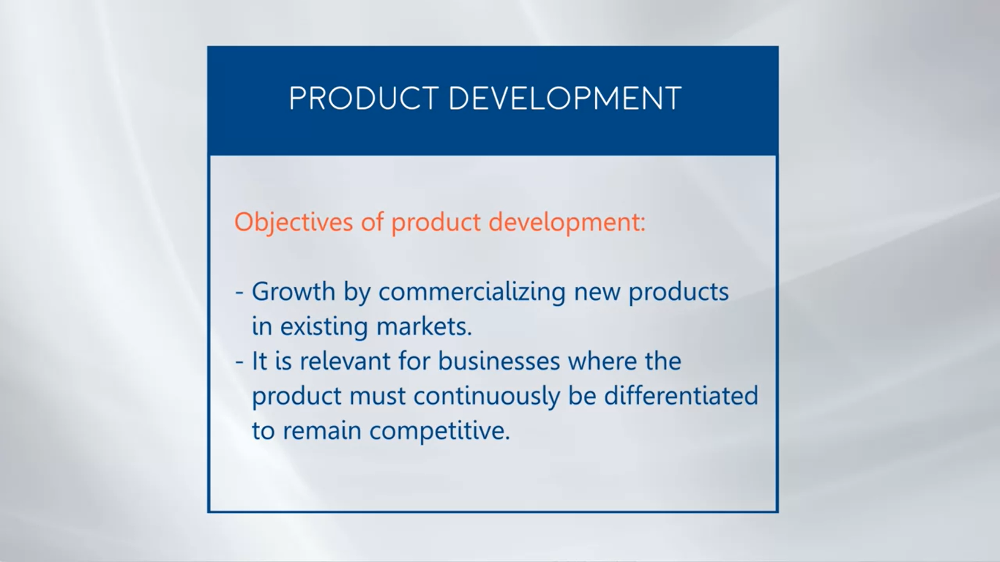 PRODUCT DEVELOPMENT
Objectives of product development:
- Growth by commercializing new products
in existing markets.
- It is relevant for businesses where the
product must continuously be differentiated
to remain competitive.